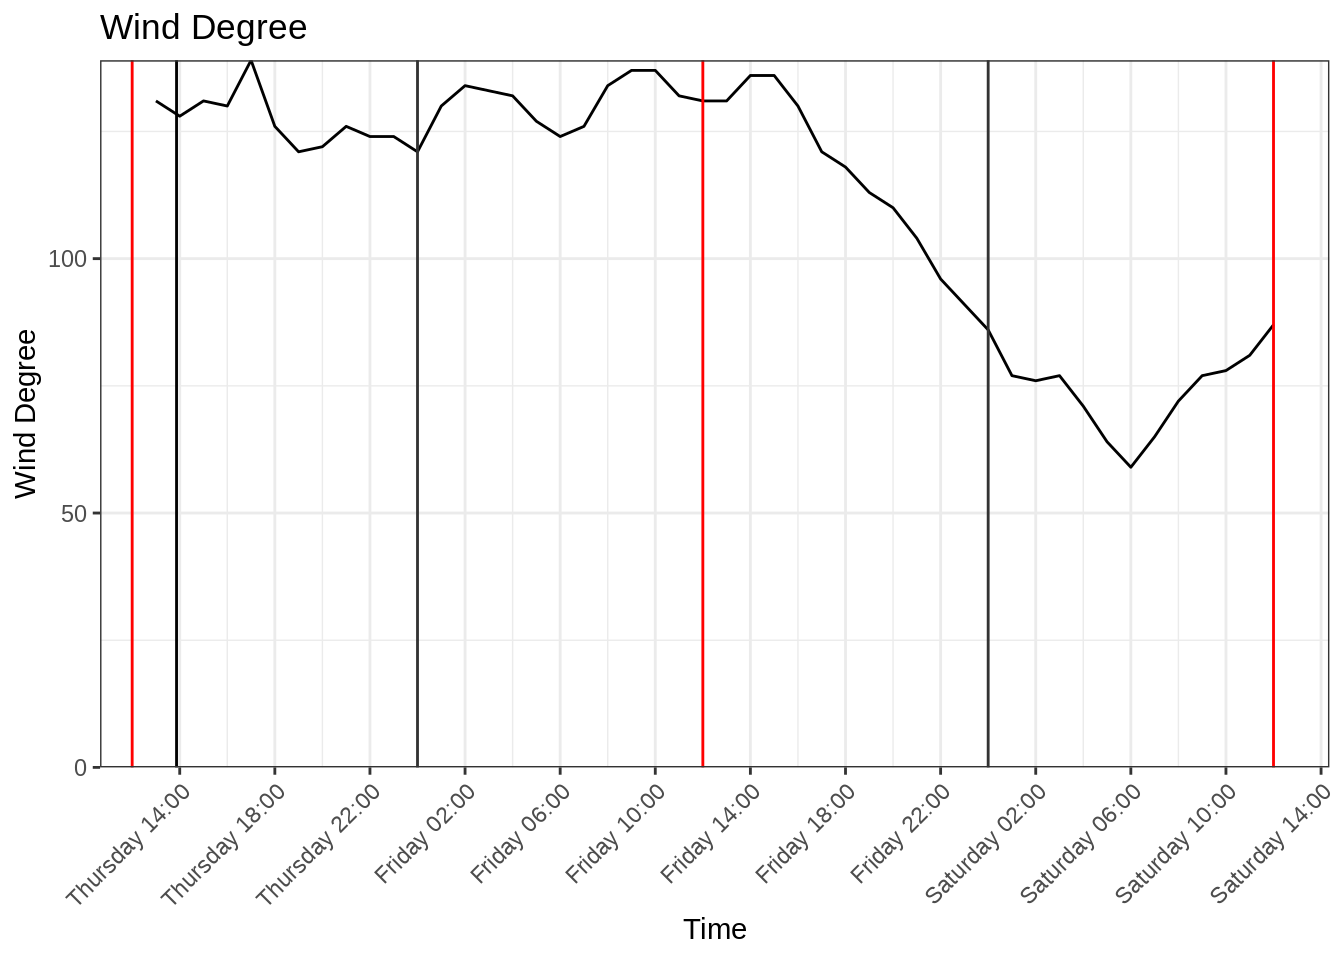 Wind Degree
Wind Degree
100
50
0
Thursday 14:00
Thursday 18:00
Thursday 22:00
Friday 02:00
Friday 06:00
Friday 10:00
Friday 14:00
Friday 18:00
Friday 22:00
Saturday 02:00
Saturday 06:00
Saturday 10:00
Saturday 14:00
Time